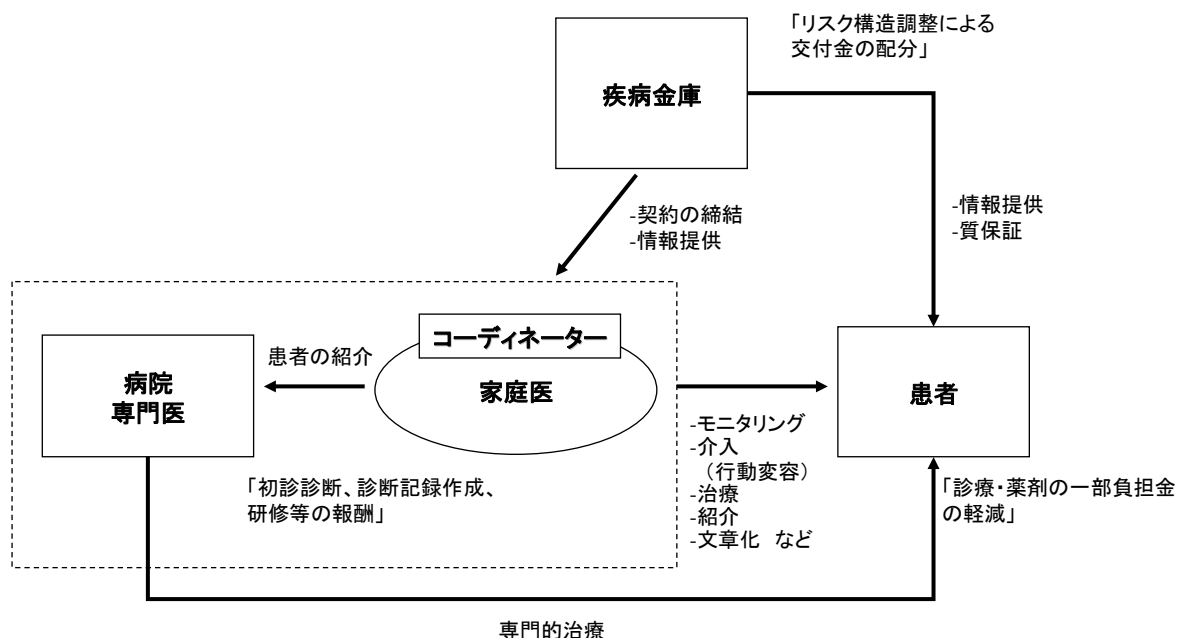 「リスク構造調整による
交付金の配分」
疾病金庫
-契約の締結
-情報提供
-情報提供
-質保証
コーディネーター
患者の紹介
病院
専門医
家庭医
患者
-モニタリング
-介入
（行動変容）
-治療
-紹介
-文章化 など
「初診診断、診断記録作成、
研修等の報酬」
「診療・薬剤の一部負担金
の軽減」
専門的治療